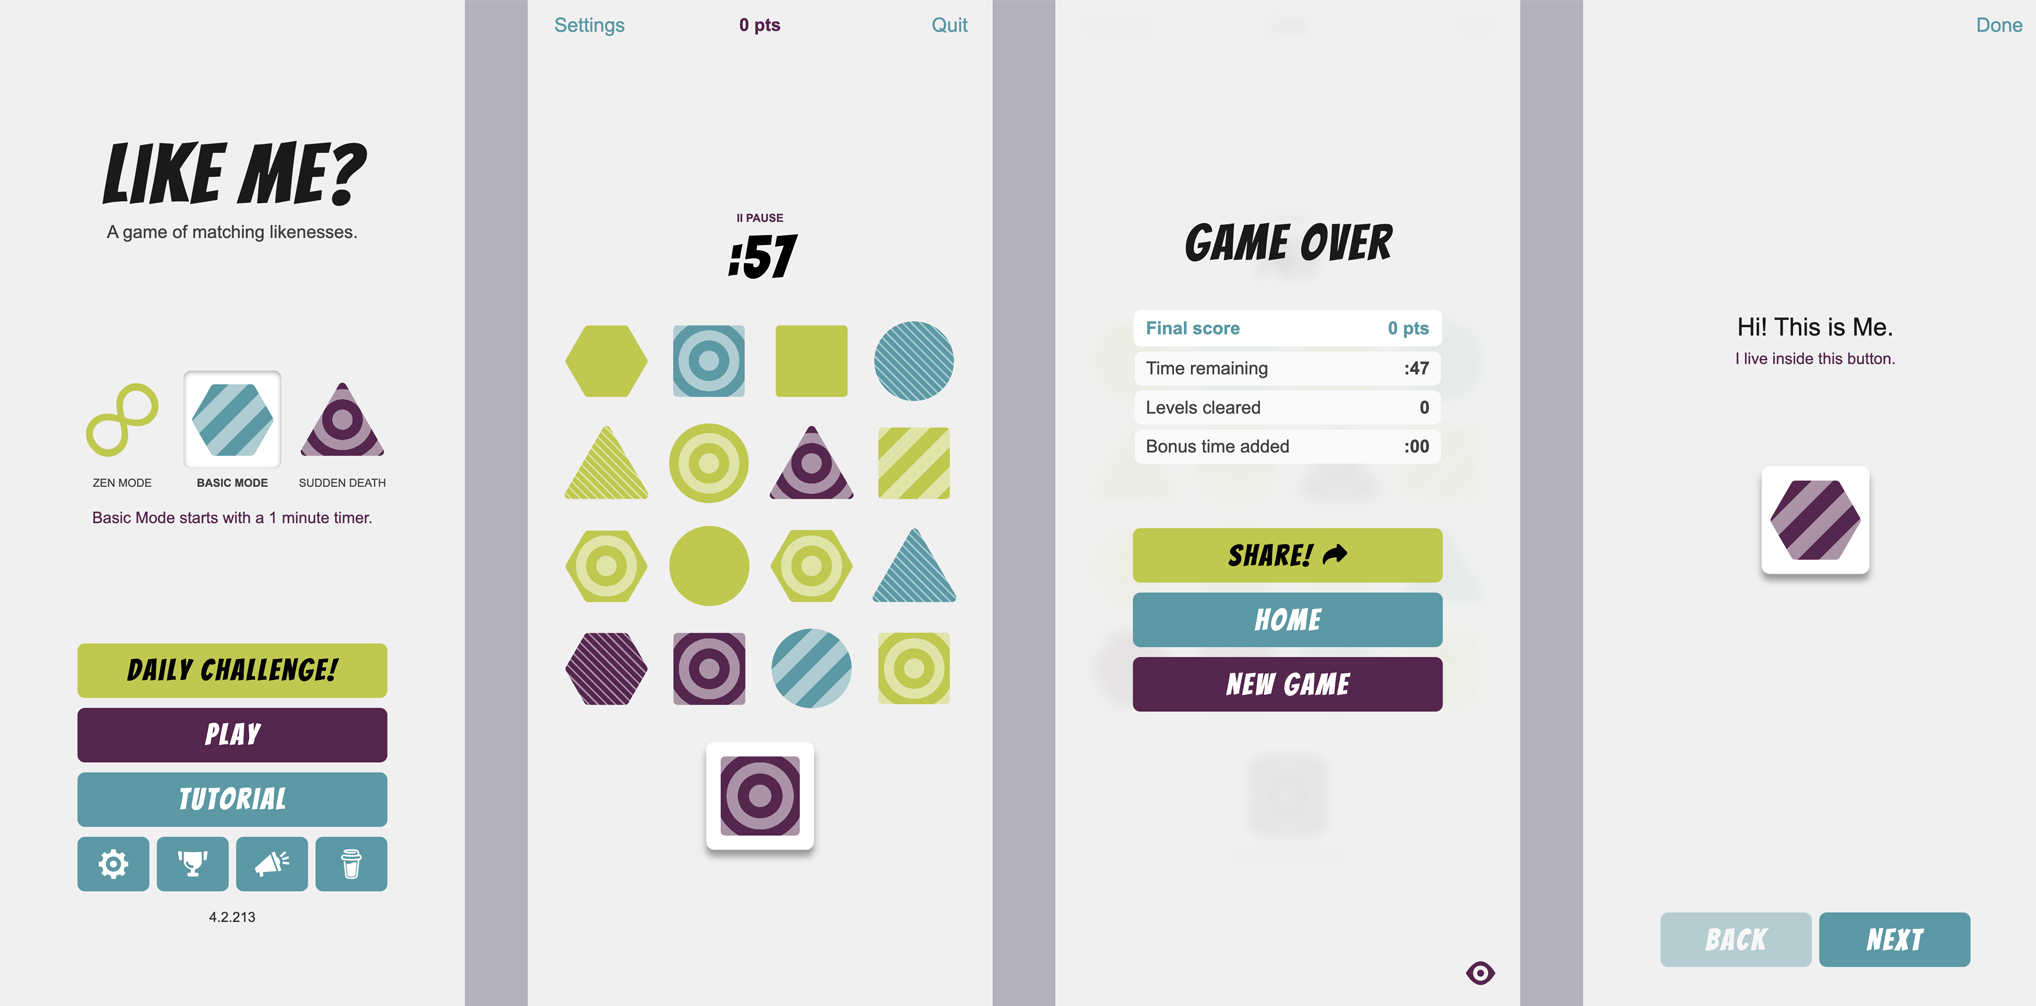 LIKE ME?
A game of matching likenesses.
ZEN MODE
BASIC MODE
SUDDEN DEATH
Basic Mode starts with a 1 minute timer.
DAILY CHALLENGE!
PLAY
TUTORIAL
4.2.213
Settings
0 pts
Quit
II PAUSE
:57
GAME OVER
Final score 0 pts
Time remaining :47
Levels cleared 0
Bonus time added :00
SHARE!
HOME
NEW GAME
Done
Hi! This is Me.
I live inside this button.
BACK
NEXT